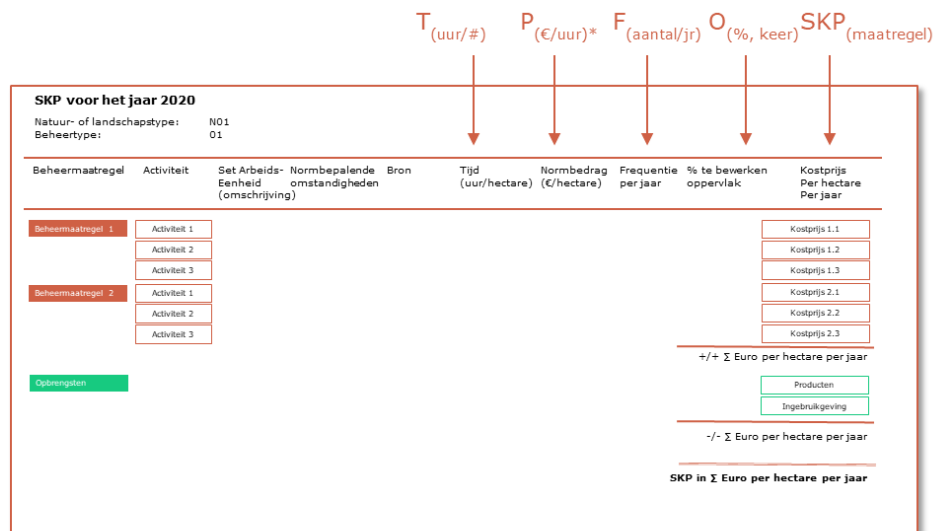 T(uur/#) P(€/uur)* F(aantal/jr) O(%, keer) SKP(maatregel)
SKP voor het jaar 2020
Natuur- of landschapstype: N01
Beheertype: 01
Beheermaatregel Activiteit Set Arbeids- Normbepalende Bron Tijd Normbedrag Frequentie % te bewerken Kostprijs
Eenheid omstandigheden (uur/hectare) (€/hectare) per jaar oppervlak Per hectare
(omschrijving) Per jaar
Beheermaatregel 1 Activiteit 1 Kostprijs 1.1
Activiteit 2 Kostprijs 1.2
Activiteit 3 Kostprijs 1.3
Beheermaatregel 2 Activiteit 1 Kostprijs 2.1
Activiteit 2 Kostprijs 2.2
Activiteit 3 Kostprijs 2.3
+/+ Σ Euro per hectare per jaar
Opbrengsten Producten
Ingebruikgeving
-/- Σ Euro per hectare per jaar
SKP in Σ Euro per hectare per jaar